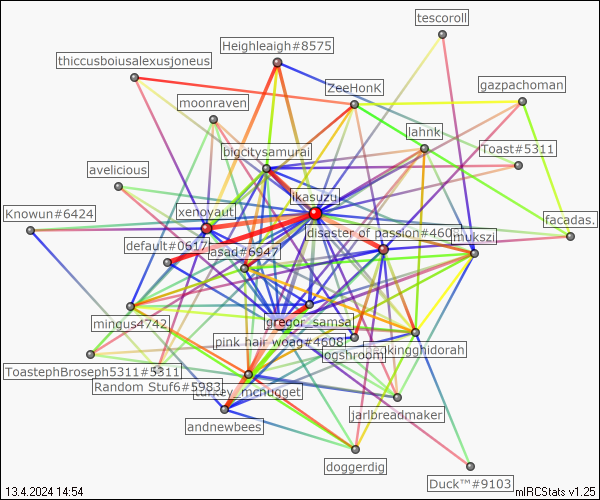 tescoroll
Heighleaigh#8575
thiccusboiusalexusjoneus
ZeeHonK
gazpachoman
moonraven
lahnk
bigcitysamurai
Toast#5311
avelicious
ikasuzu
Knowun#6424
xenoyaut
facadas.
disaster of passion#460
mukszi
default#0617
asad#6947
mingus4742
gregor_samsa
pink hair woag#4608
kingghidorah
ogshroom
ToastephBroseph5311#5311
Random Stuf6#5983
turkey_mcnugget
jarlbreadmaker
andnewbees
doggerdig
Duck™#9103
13.4.2024 14:54
mIRCStats v1.25